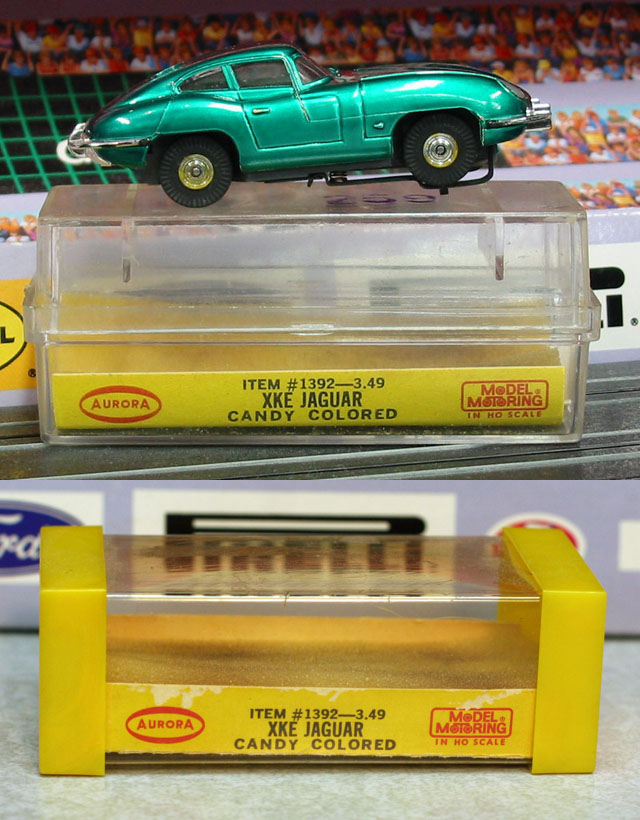 AURORA
ITEM #1392—3.49
XKE JAGUAR
CANDY COLORED
MODEL
MOTORING
IN HO SCALE
L
AURORA
ITEM #1392—3.49
XKE JAGUAR
CANDY COLORED
MODEL
MOTORING
IN HO SCALE